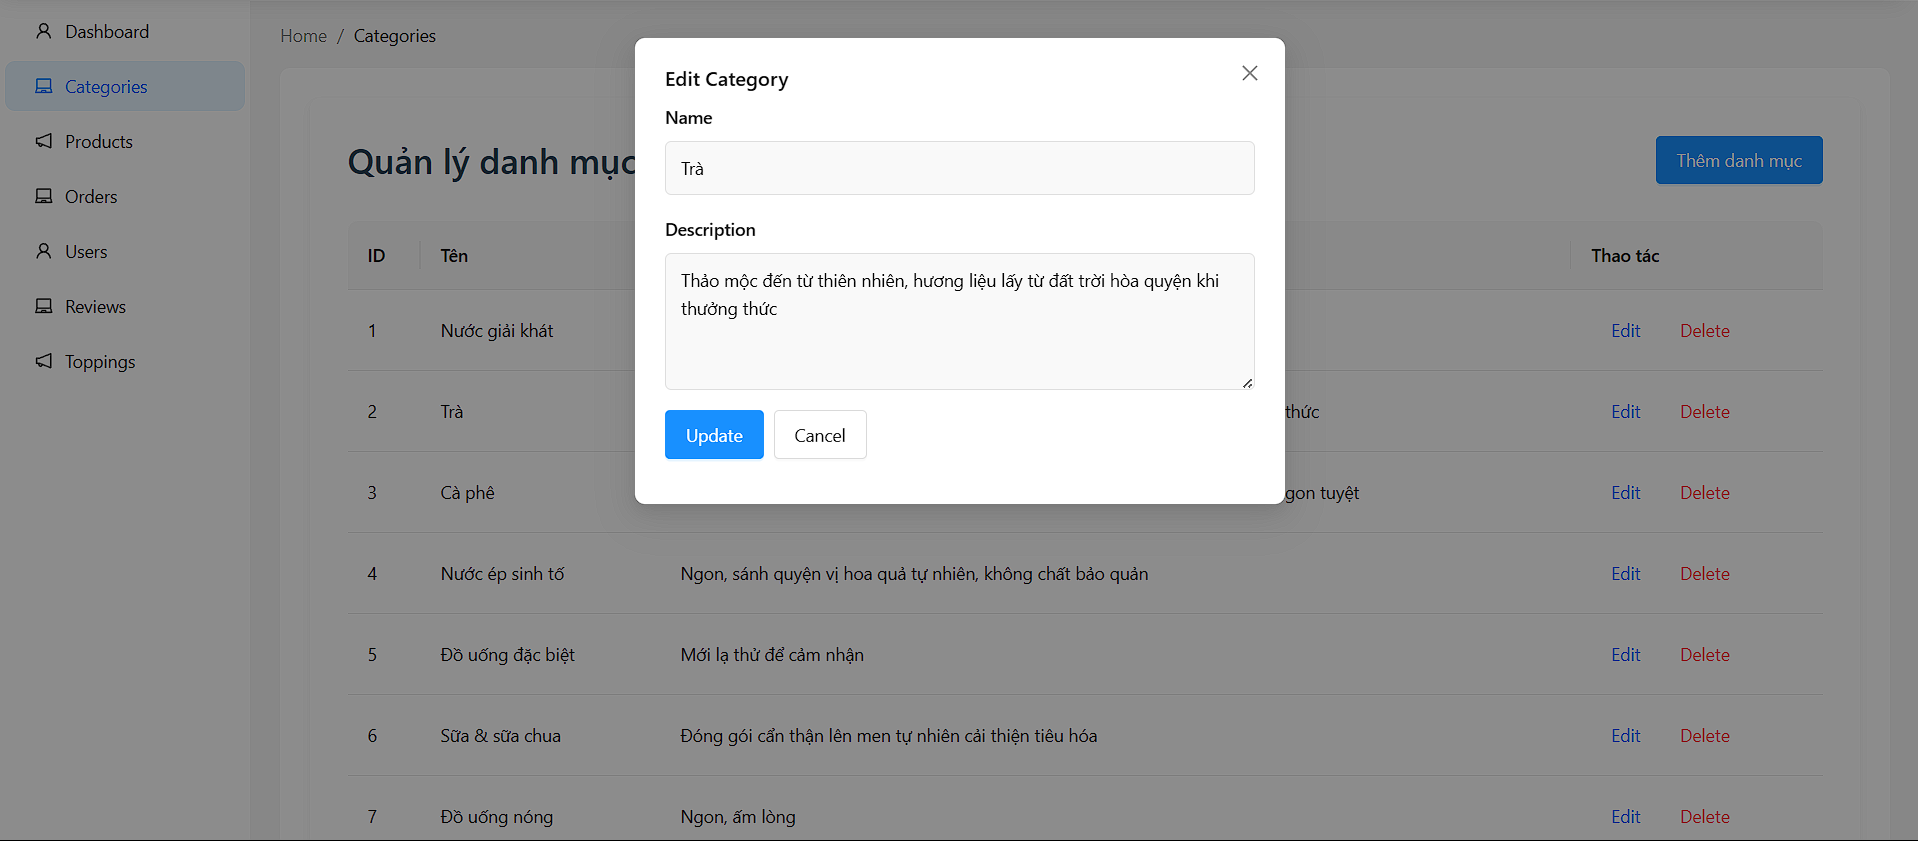 Dashboard
Categories
Products
Orders
Users
Reviews
Toppings
Home / Categories
Quản lý danh mục
Thêm danh mục
ID Tên Thao tác
1 Nước giải khát Edit Delete
2 Trà thức Edit Delete
3 Cà phê gon tuyệt Edit Delete
4 Nước ép sinh tố Ngon, sánh quyện vị hoa quả tự nhiên, không chất bảo quản Edit Delete
5 Đồ uống đặc biệt Mới lạ thử để cảm nhận Edit Delete
6 Sữa & sữa chua Đóng gói cẩn thận lên men tự nhiên cải thiện tiêu hóa Edit Delete
7 Đồ uống nóng Ngon, ấm lòng Edit Delete
Edit Category
Name
Trà
Description
Thảo mộc đến từ thiên nhiên, hương liệu lấy từ đất trời hòa quyện khi
thưởng thức
Update Cancel